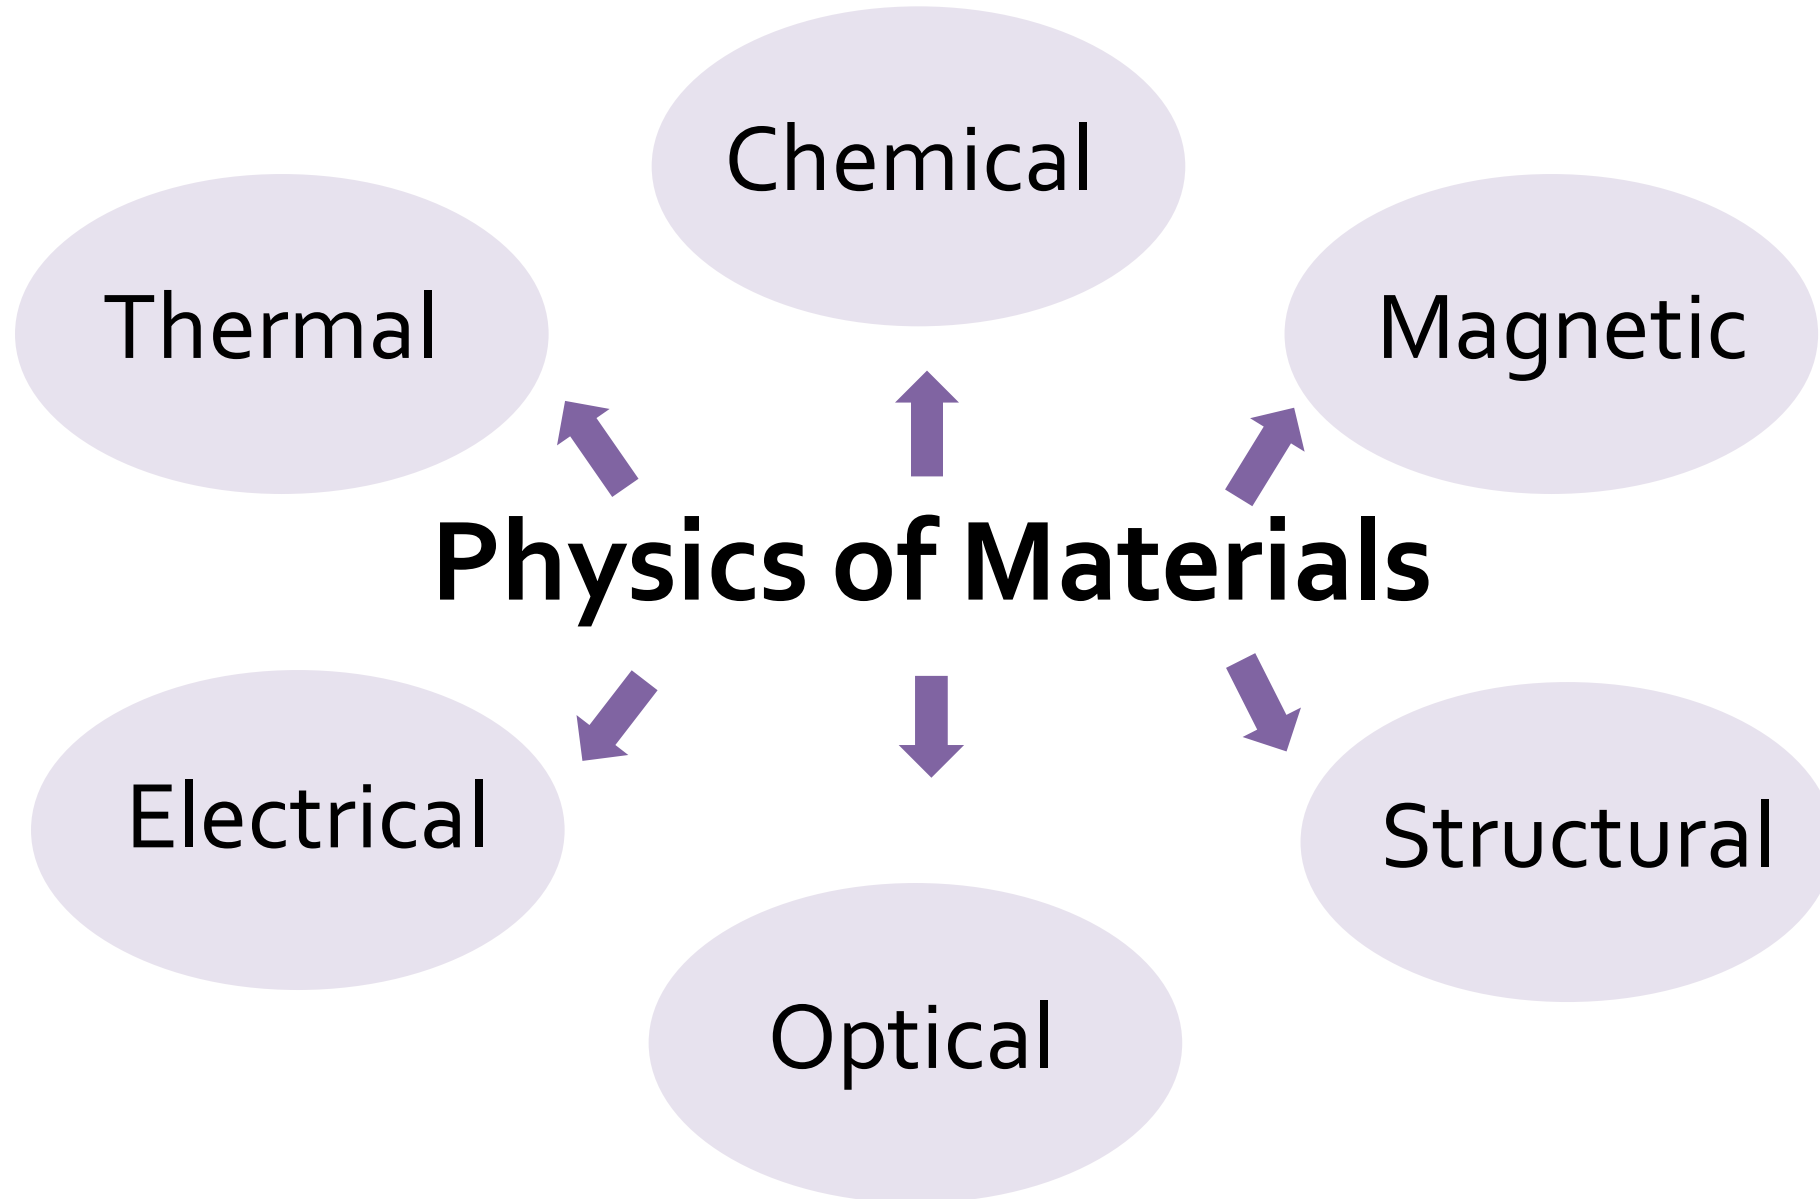 Chemical
Thermal
Magnetic
Physics of Materials
Electrical
Structural
Optical